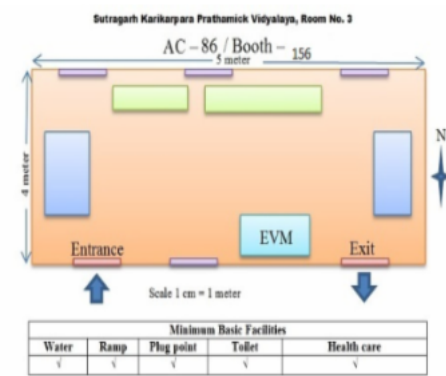 Sutragarh Karikarpara Prathamick Vidyalaya, Room No. 3
AC – 86 / Booth – 156
5 meter
4 meter
N
EVM
Entrance
Exit
Scale 1 cm = 1 meter
Minimum Basic Facilities
Water Ramp Plug point Toilet Health care
√ √ √ √ √